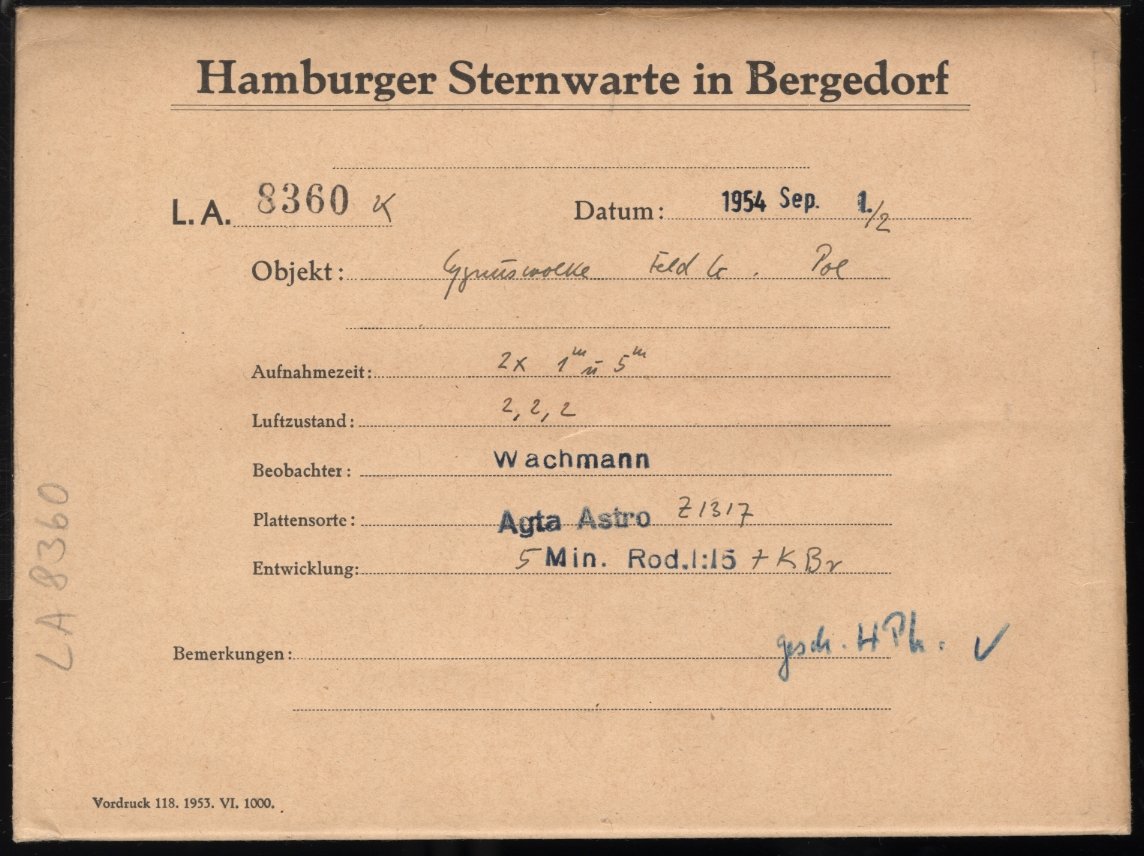 Hamburger Sternwarte in Bergedorf
L. A. 8360 K Datum: 1954 Sep. 1./2
Objekt: Cygnuswolke Feld Pol
Aufnahmezeit: 2x 1m u 5m
Luftzustand: 2, 2, 2
Beobachter: Wachmann
Plattensorte: Agfa Astro Z1317
Entwicklung: 5 Min. Rod.1:15 + KBr
Bemerkungen: gesch. H Ph. ✓
LA 8360
Vordruck 118. 1953. VI. 1000.